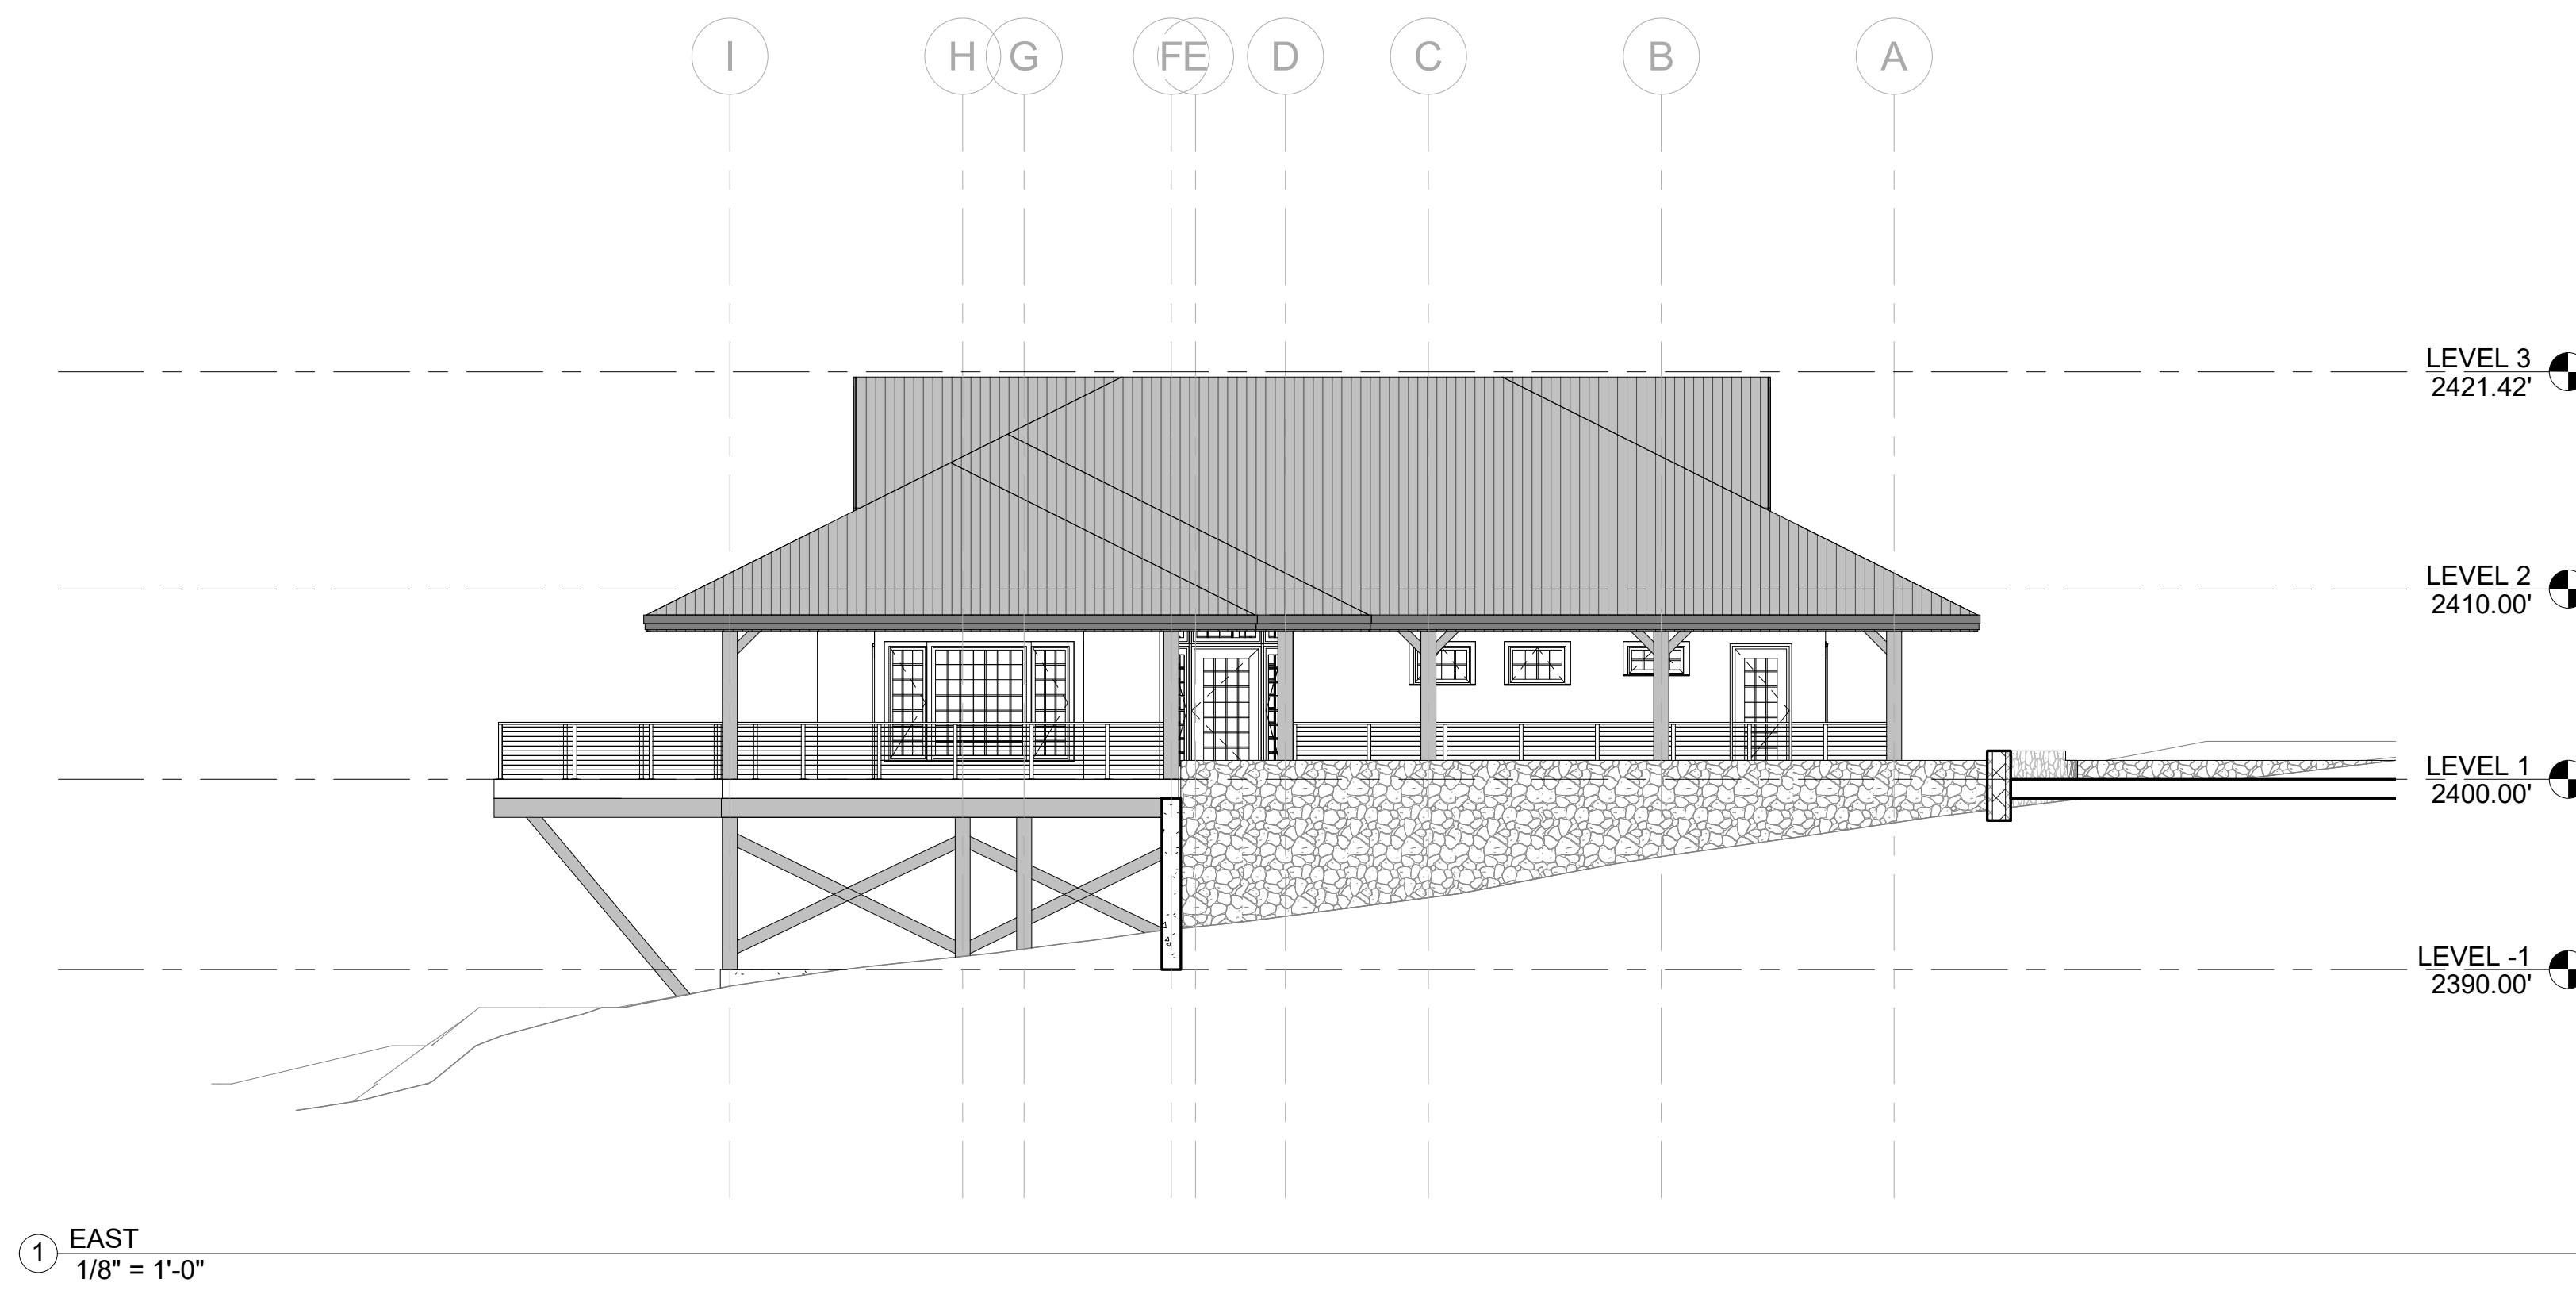 I H G F E D C B A
LEVEL 3
2421.42'
LEVEL 2
2410.00'
LEVEL 1
2400.00'
LEVEL -1
2390.00'
1 EAST
1/8" = 1'-0"